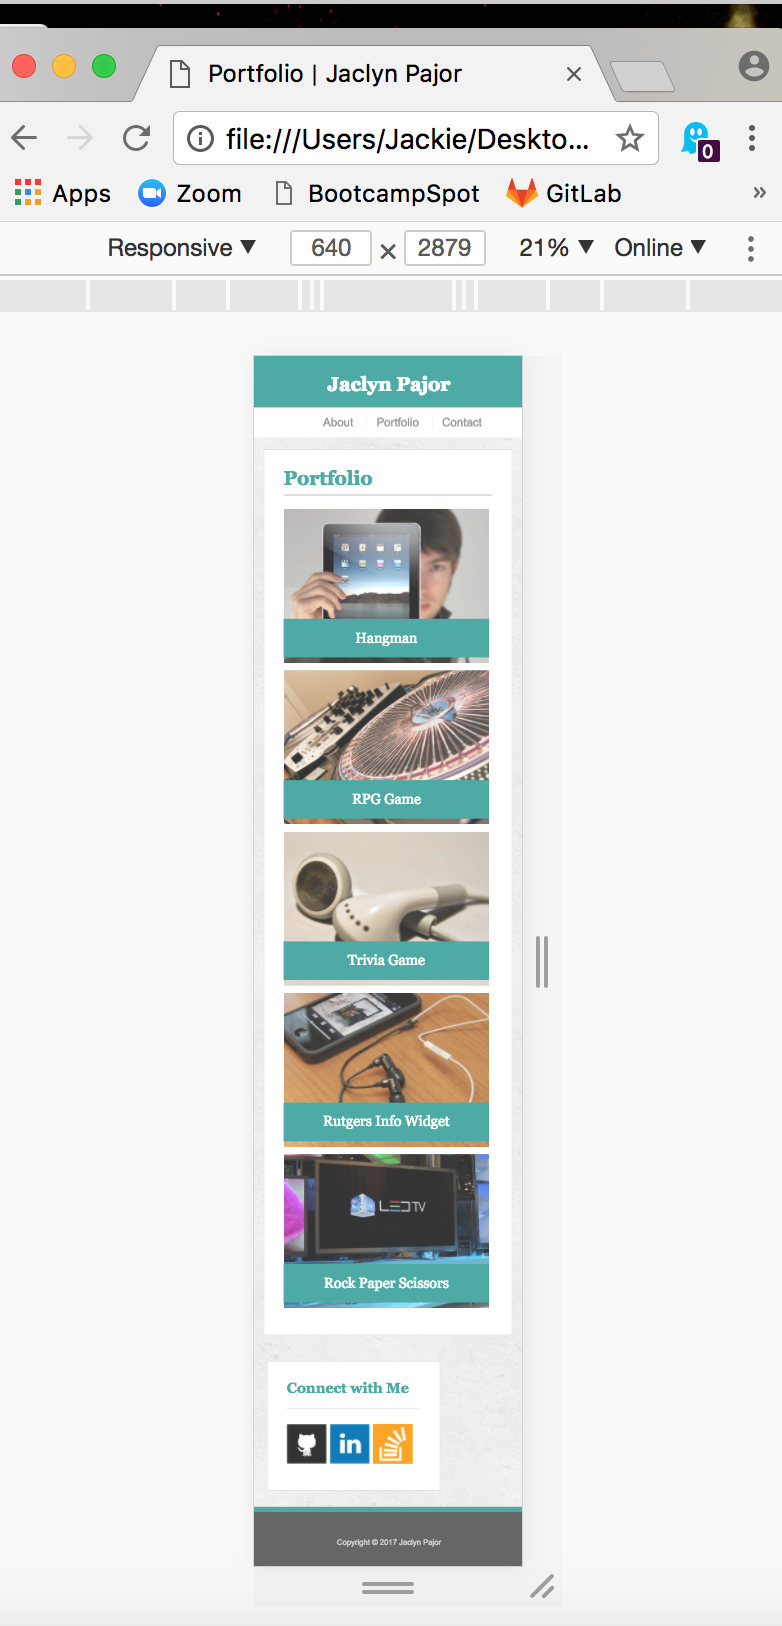 Portfolio | Jaclyn Pajor
file:///Users/Jackie/Deskto...
0
Apps Zoom BootcampSpot GitLab »
Responsive 640 × 2879 21% Online
Jaclyn Pajor
About Portfolio Contact
Portfolio
Hangman
RPG Game
Trivia Game
Rutgers Info Widget
LED TV
Rock Paper Scissors
Connect with Me
in
Copyright © 2017 Jaclyn Pajor